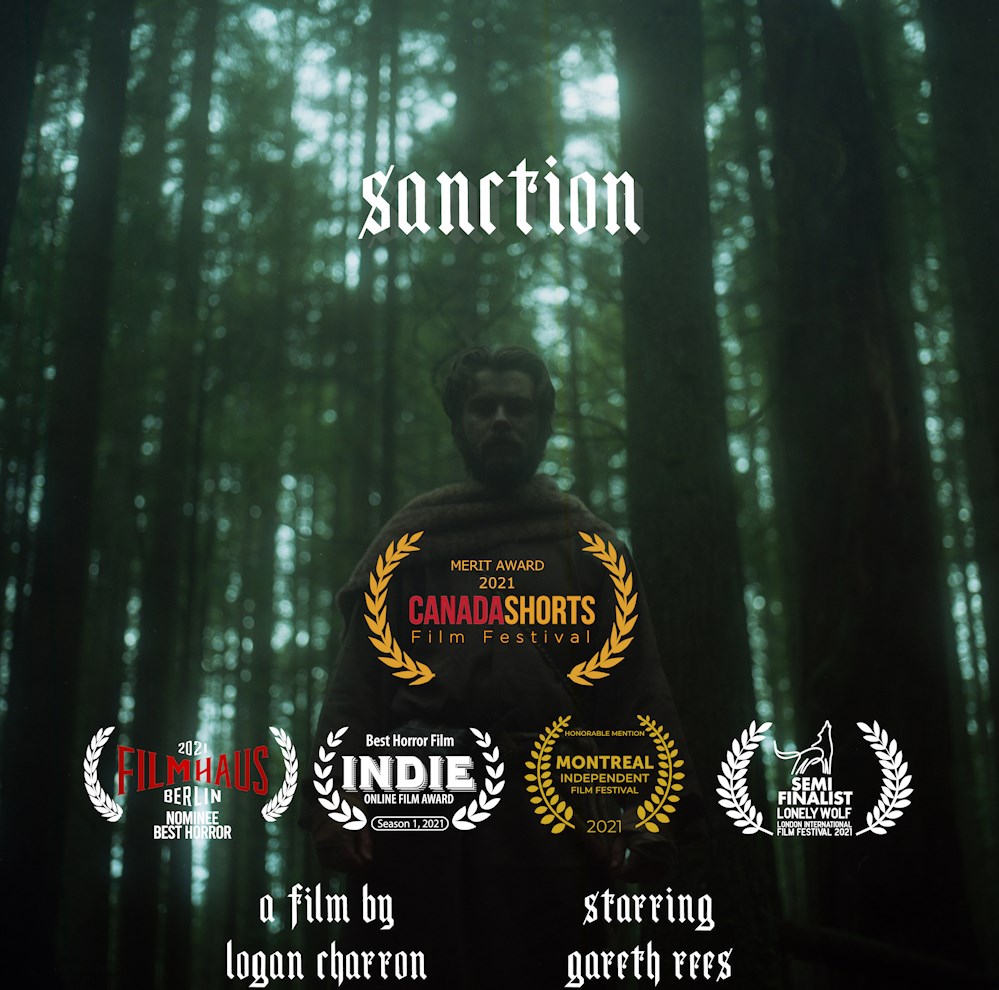 sanction
MERIT AWARD
2021
CANADASHORTS
Film Festival
2021
FILMHAUS
BERLIN
NOMINEE
BEST HORROR
Best Horror Film
INDIE
ONLINE FILM AWARD
Season 1, 2021
HONORABLE MENTION
MONTREAL
INDEPENDENT
FILM FESTIVAL
2021
SEMI
FINALIST
LONELY WOLF
LONDON INTERNATIONAL
FILM FESTIVAL 2021
a film by
logan charron
starring
gareth rees